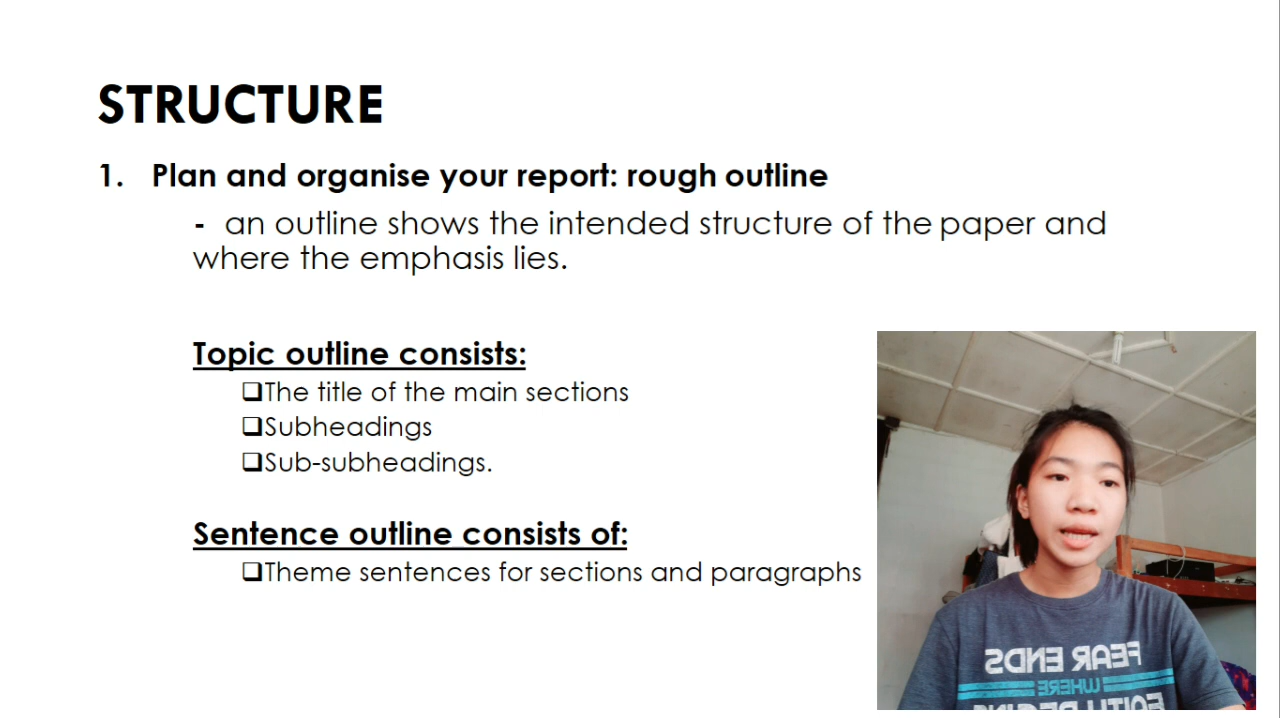 STRUCTURE
1. Plan and organise your report: rough outline
- an outline shows the intended structure of the paper and
where the emphasis lies.
Topic outline consists:
❑The title of the main sections
❑Subheadings
❑Sub-subheadings.
Sentence outline consists of:
❑Theme sentences for sections and paragraphs
FEAR ENDS
WHERE
FAITH BEGINS